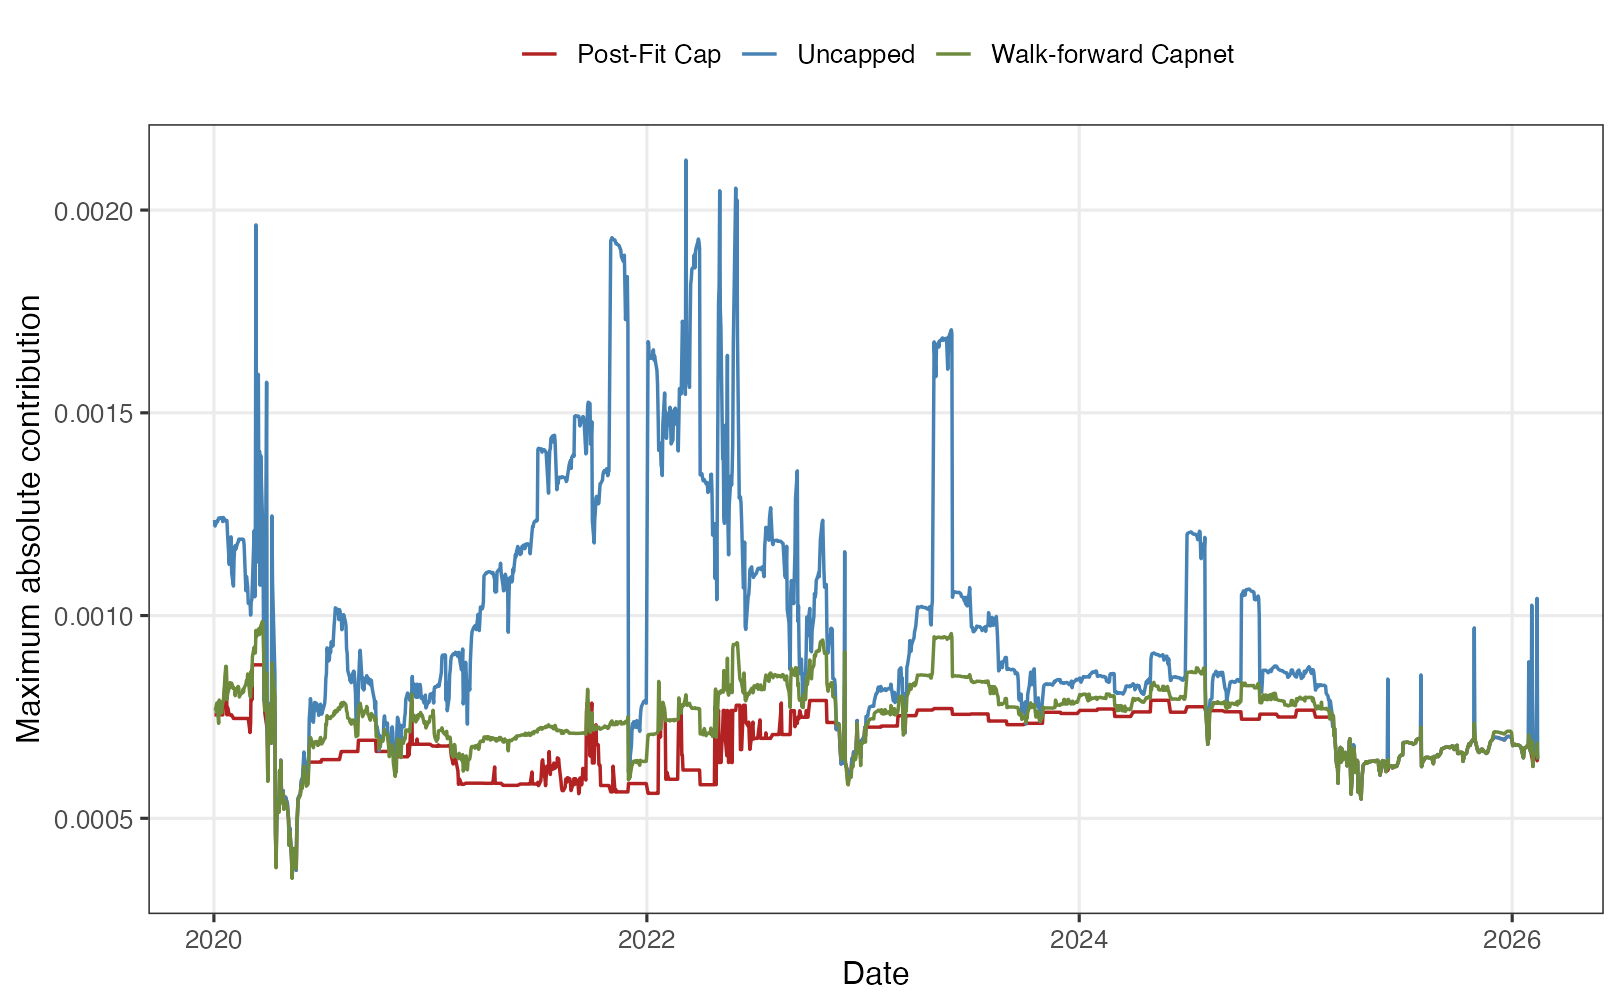 Post-Fit Cap Uncapped Walk-forward Capnet
Maximum absolute contribution
0.0020
0.0015
0.0010
0.0005
2020 2022 2024 2026
Date